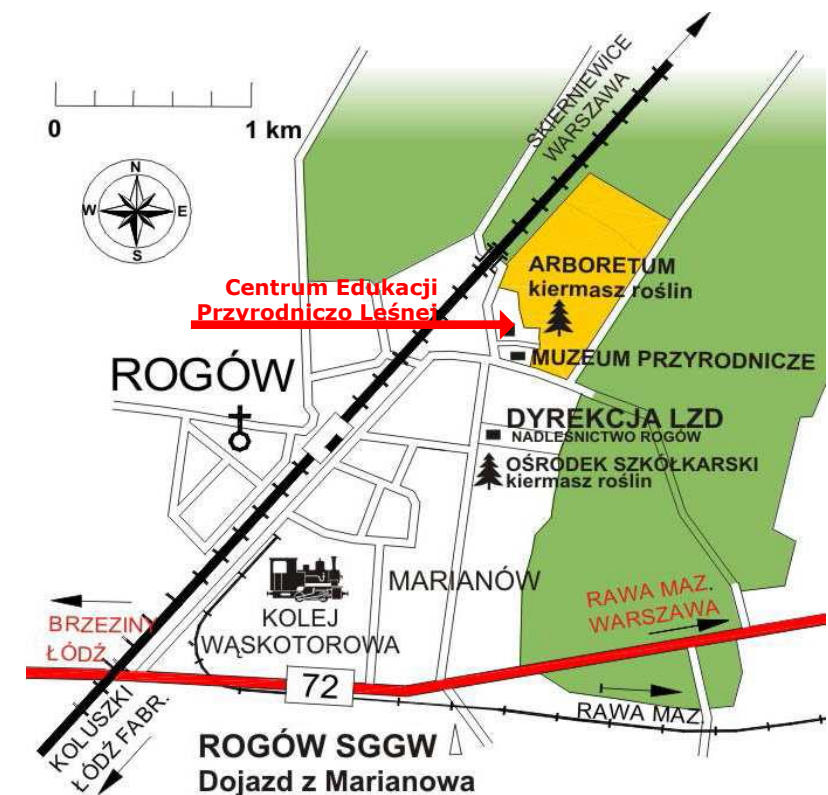 SKIERNIEWICE
WARSZAWA
0
1 km
N
W
E
S
ARBORETUM
kiermasz roślin
Centrum Edukacji
Przyrodniczo Leśnej
MUZEUM PRZYRODNICZE
ROGÓW
DYREKCJA LZD
NADLEŚNICTWO ROGÓW
OŚRODEK SZKÓŁKARSKI
kiermasz roślin
MARIANÓW
RAWA MAZ.
WARSZAWA
BRZEZINY
ŁÓDŹ
KOLEJ
WĄSKOTOROWA
72
KOLUSZKI
ŁÓDŹ FABR.
RAWA MAZ.
ROGÓW SGGW
Dojazd z Marianowa